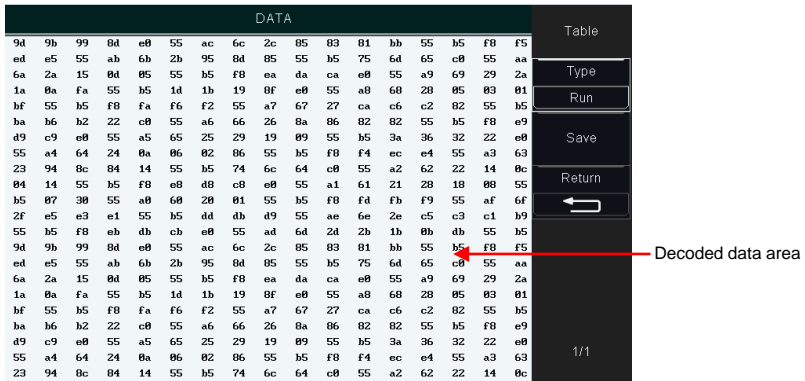 DATA
9d 9b 99 8d e0 55 ac 6c 2c 85 83 81 bb 55 b5 f8 f5
ed e5 55 ab 6b 2b 95 8d 85 55 b5 75 6d 65 c0 55 aa
6a 2a 15 0d 05 55 b5 f8 ea da ca e0 55 a9 69 29 2a
1a 0a fa 55 b5 1d 1b 19 8f e0 55 a8 68 28 05 03 01
bf 55 b5 f8 fa f6 f2 55 a7 67 27 ca c6 c2 82 55 b5
ba b6 b2 22 c0 55 a6 66 26 8a 86 82 82 55 b5 f8 e9
d9 c9 e0 55 a5 65 25 29 19 09 55 b5 3a 36 32 22 e0
55 a4 64 24 0a 06 02 86 55 b5 f8 f4 ec e4 55 a3 63
23 94 8c 84 14 55 b5 74 6c 64 c0 55 a2 62 22 14 0c
04 14 55 b5 f8 e8 d8 c8 e0 55 a1 61 21 28 18 08 55
b5 07 30 55 a0 60 20 01 55 b5 f8 fd fb f9 55 af 6f
2f e5 e3 e1 55 b5 dd db d9 55 ae 6e 2e c5 c3 c1 b9
55 b5 f8 eb db cb e0 55 ad 6d 2d 2b 1b 0b db 55 b5
9d 9b 99 8d e0 55 ac 6c 2c 85 83 81 bb 55 b5 f8 f5
ed e5 55 ab 6b 2b 95 8d 85 55 b5 75 6d 65 c0 55 aa
6a 2a 15 0d 05 55 b5 f8 ea da ca e0 55 a9 69 29 2a
1a 0a fa 55 b5 1d 1b 19 8f e0 55 a8 68 28 05 03 01
bf 55 b5 f8 fa f6 f2 55 a7 67 27 ca c6 c2 82 55 b5
ba b6 b2 22 c0 55 a6 66 26 8a 86 82 82 55 b5 f8 e9
d9 c9 e0 55 a5 65 25 29 19 09 55 b5 3a 36 32 22 e0
55 a4 64 24 0a 06 02 86 55 b5 f8 f4 ec e4 55 a3 63
23 94 8c 84 14 55 b5 74 6c 64 c0 55 a2 62 22 14 0c
Table
Type
Run
Save
Return
1/1
Decoded data area